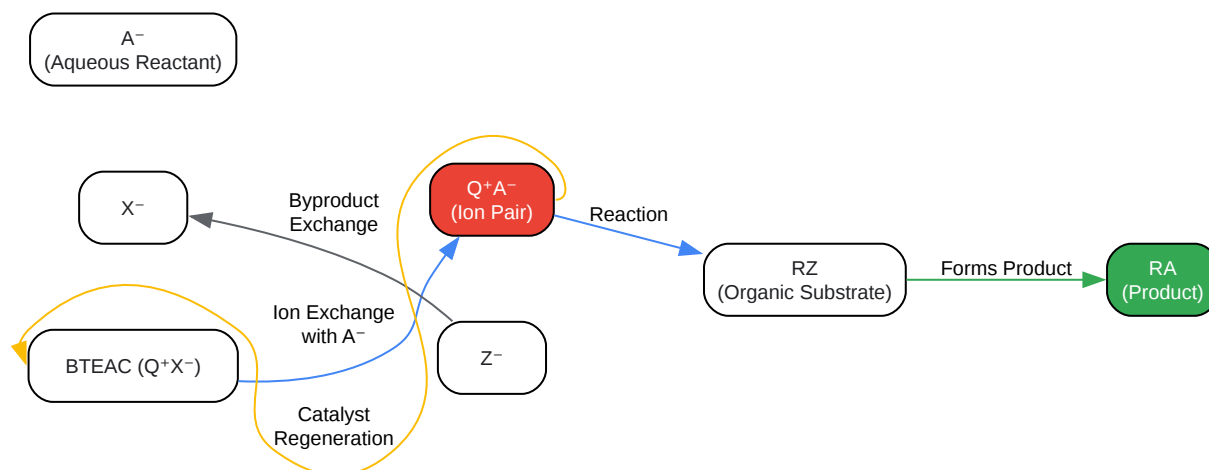 A⁻
(Aqueous Reactant)
X⁻
Byproduct
Exchange
Q⁺A⁻
(Ion Pair)
Reaction
RZ
(Organic Substrate)
Forms Product
RA
(Product)
Ion Exchange
with A⁻
BTEAC (Q⁺X⁻)
Z⁻
Catalyst
Regeneration